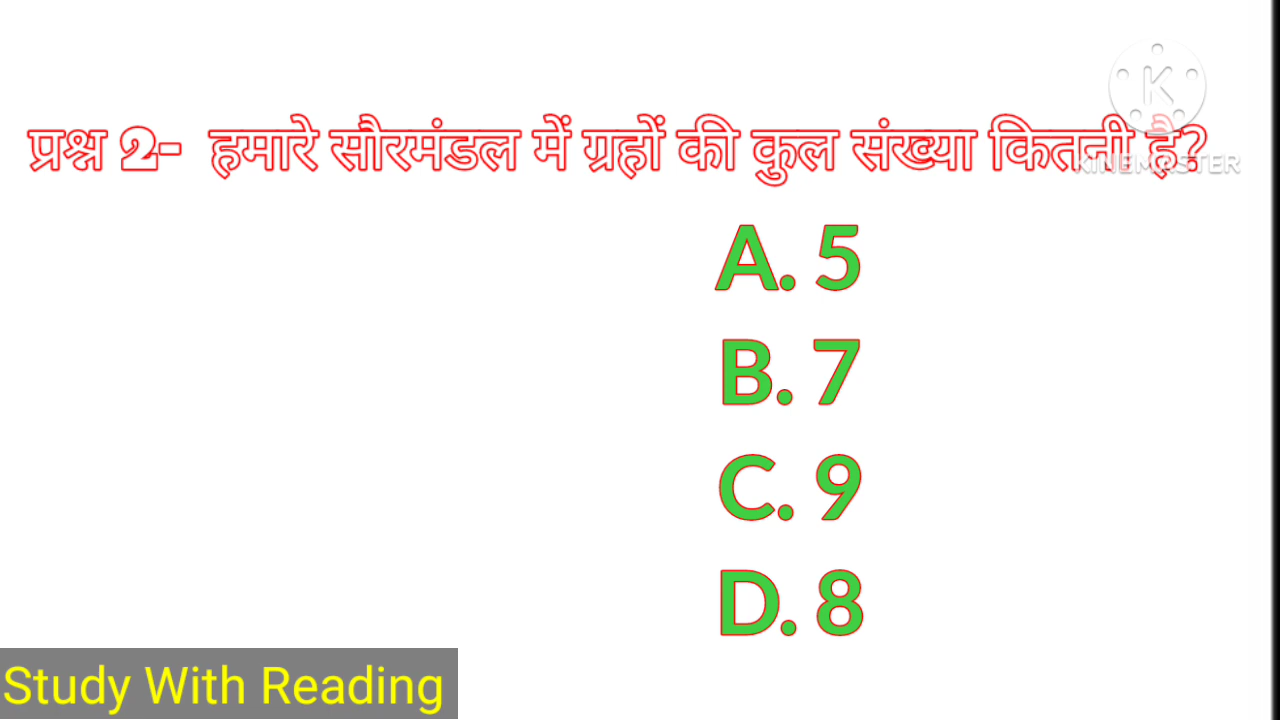 प्रश्न 2- हमारे सौरमंडल में ग्रहों की कुल संख्या कितनी है?
K
KINEMASTER
A. 5
B. 7
C. 9
D. 8
Study With Reading